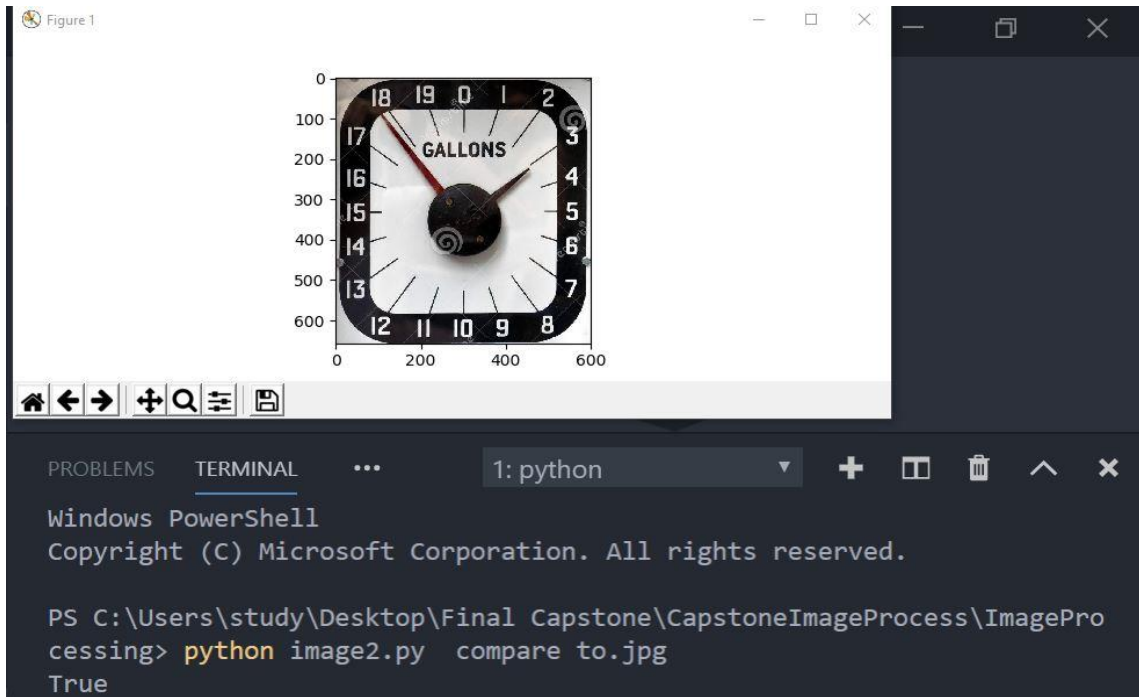 Figure 1
0
100
200
300
400
500
600
0 200 400 600
18 19 0 1 2
17 3
GALLONS
16 4
15 5
14 6
13 7
12 11 10 9 8
PROBLEMS TERMINAL ••• 1: python
Windows PowerShell
Copyright (C) Microsoft Corporation. All rights reserved.
PS C:\Users\study\Desktop\Final Capstone\CapstoneImageProcess\ImagePro
cessing> python image2.py  compare to.jpg
True